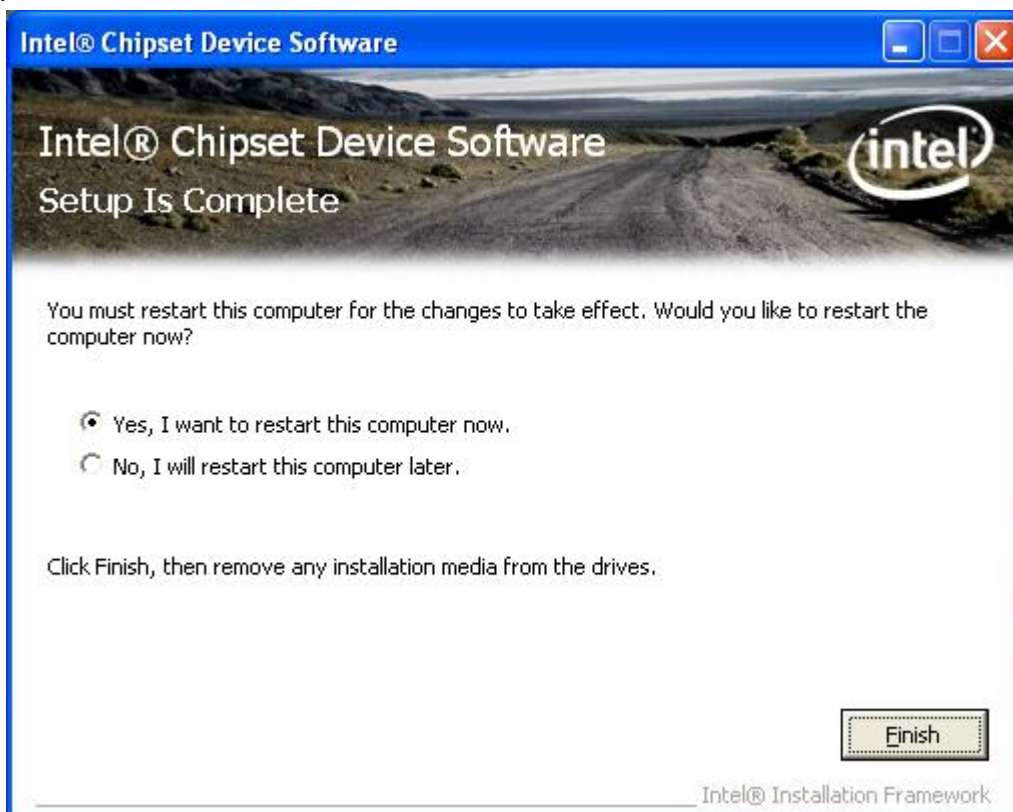 Intel® Chipset Device Software
Intel® Chipset Device Software
intel
Setup Is Complete
You must restart this computer for the changes to take effect. Would you like to restart the
computer now?
Yes, I want to restart this computer now.
No, I will restart this computer later.
Click Finish, then remove any installation media from the drives.
Finish
Intel® Installation Framework